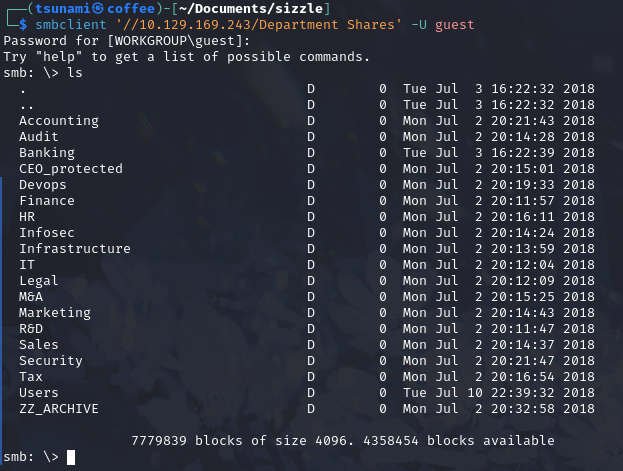 ┌──(tsunami㉿coffee)-[~/Documents/sizzle]
└─$ smbclient '//10.129.169.243/Department Shares' -U guest
Password for [WORKGROUP\guest]:
Try "help" to get a list of possible commands.
smb: \> ls
  .                                   D        0  Tue Jul  3 16:22:32 2018
  ..                                  D        0  Tue Jul  3 16:22:32 2018
  Accounting                          D        0  Mon Jul  2 20:21:43 2018
  Audit                               D        0  Mon Jul  2 20:14:28 2018
  Banking                             D        0  Tue Jul  3 16:22:39 2018
  CEO_protected                       D        0  Mon Jul  2 20:15:01 2018
  Devops                              D        0  Mon Jul  2 20:19:33 2018
  Finance                             D        0  Mon Jul  2 20:11:57 2018
  HR                                  D        0  Mon Jul  2 20:16:11 2018
  Infosec                             D        0  Mon Jul  2 20:14:24 2018
  Infrastructure                      D        0  Mon Jul  2 20:13:59 2018
  IT                                  D        0  Mon Jul  2 20:12:04 2018
  Legal                               D        0  Mon Jul  2 20:12:09 2018
  M&A                                 D        0  Mon Jul  2 20:15:25 2018
  Marketing                           D        0  Mon Jul  2 20:14:43 2018
  R&D                                 D        0  Mon Jul  2 20:11:47 2018
  Sales                               D        0  Mon Jul  2 20:14:37 2018
  Security                            D        0  Mon Jul  2 20:21:47 2018
  Tax                                 D        0  Mon Jul  2 20:16:54 2018
  Users                               D        0  Tue Jul 10 22:39:32 2018
  ZZ_ARCHIVE                          D        0  Mon Jul  2 20:32:58 2018
                7779839 blocks of size 4096. 4358454 blocks available
smb: \>